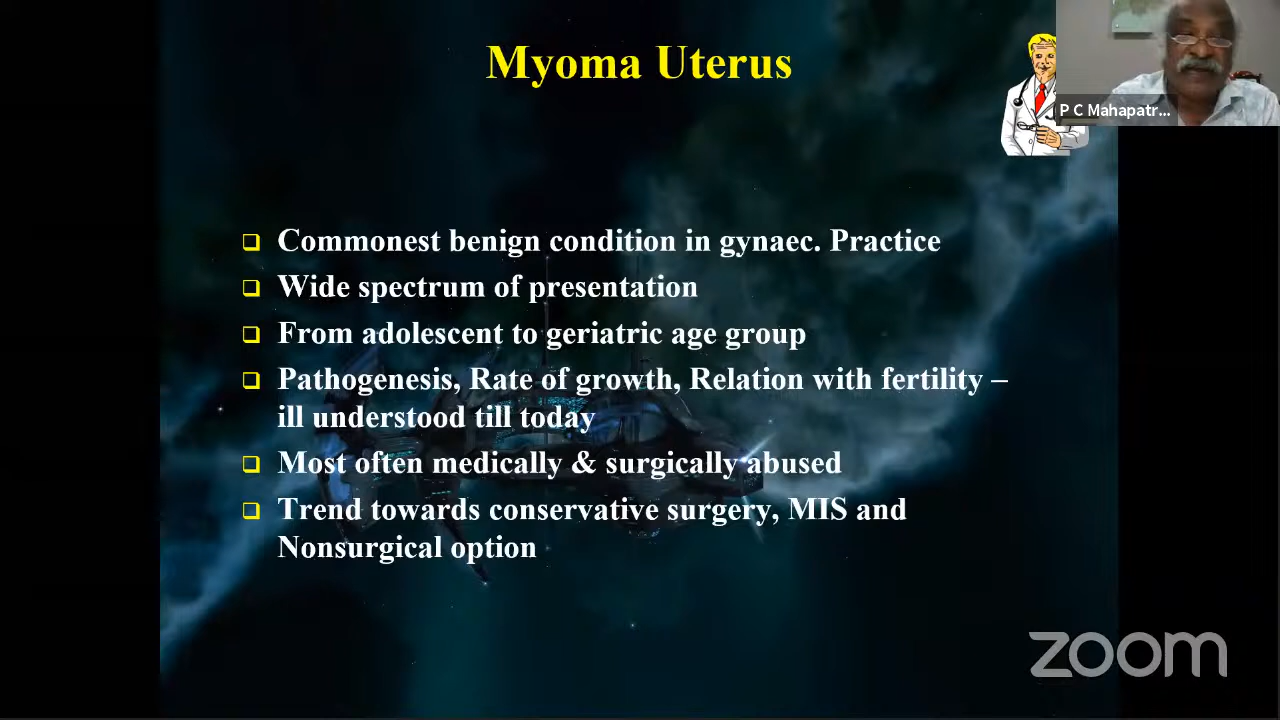 Myoma Uterus
P C Mahapatr...
Commonest benign condition in gynaec. Practice
Wide spectrum of presentation
From adolescent to geriatric age group
Pathogenesis, Rate of growth, Relation with fertility –
ill understood till today
Most often medically & surgically abused
Trend towards conservative surgery, MIS and
Nonsurgical option
zoom